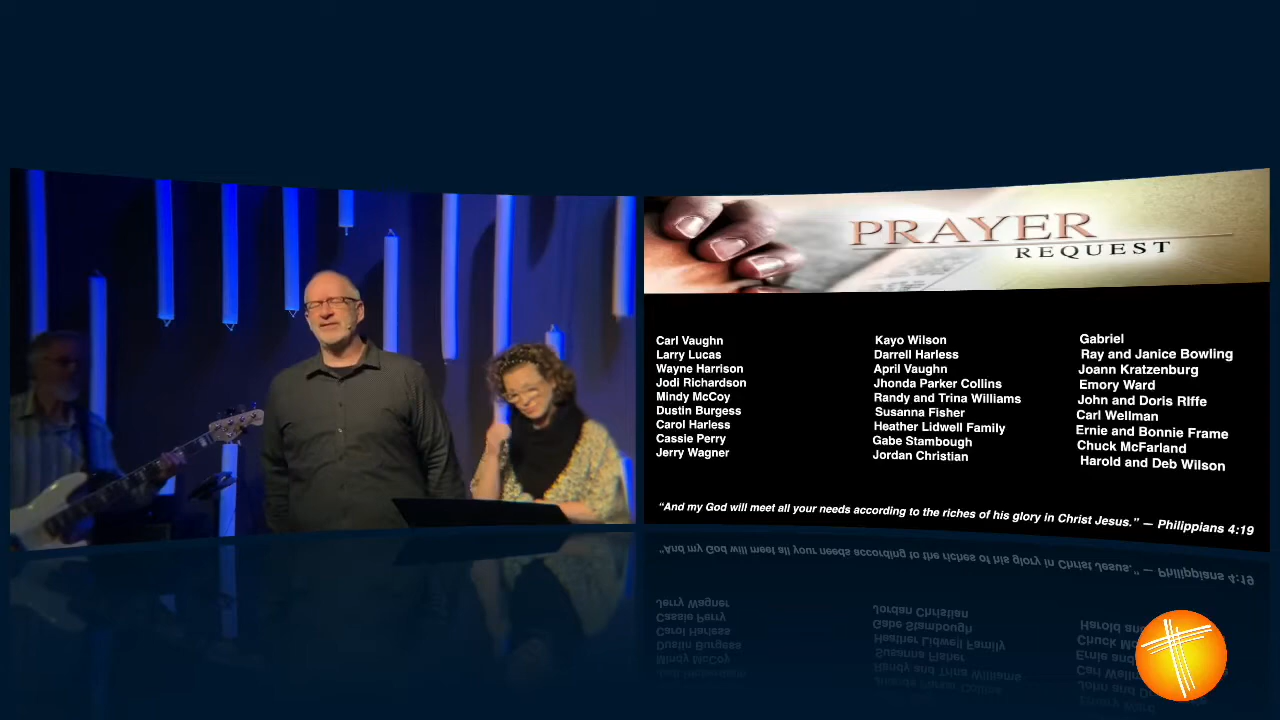 PRAYER
REQUEST
Carl Vaughn
Larry Lucas
Wayne Harrison
Jodi Richardson
Mindy McCoy
Dustin Burgess
Carol Harless
Cassie Perry
Jerry Wagner
Kayo Wilson
Darrell Harless
April Vaughn
Jhonda Parker Collins
Randy and Trina Williams
Susanna Fisher
Heather Lidwell Family
Gabe Stambough
Jordan Christian
Gabriel
Ray and Janice Bowling
Joann Kratzenburg
Emory Ward
John and Doris RIffe
Carl Wellman
Ernie and Bonnie Frame
Chuck McFarland
Harold and Deb Wilson
“And my God will meet all your needs according to the riches of his glory in Christ Jesus.” — Philippians 4:19